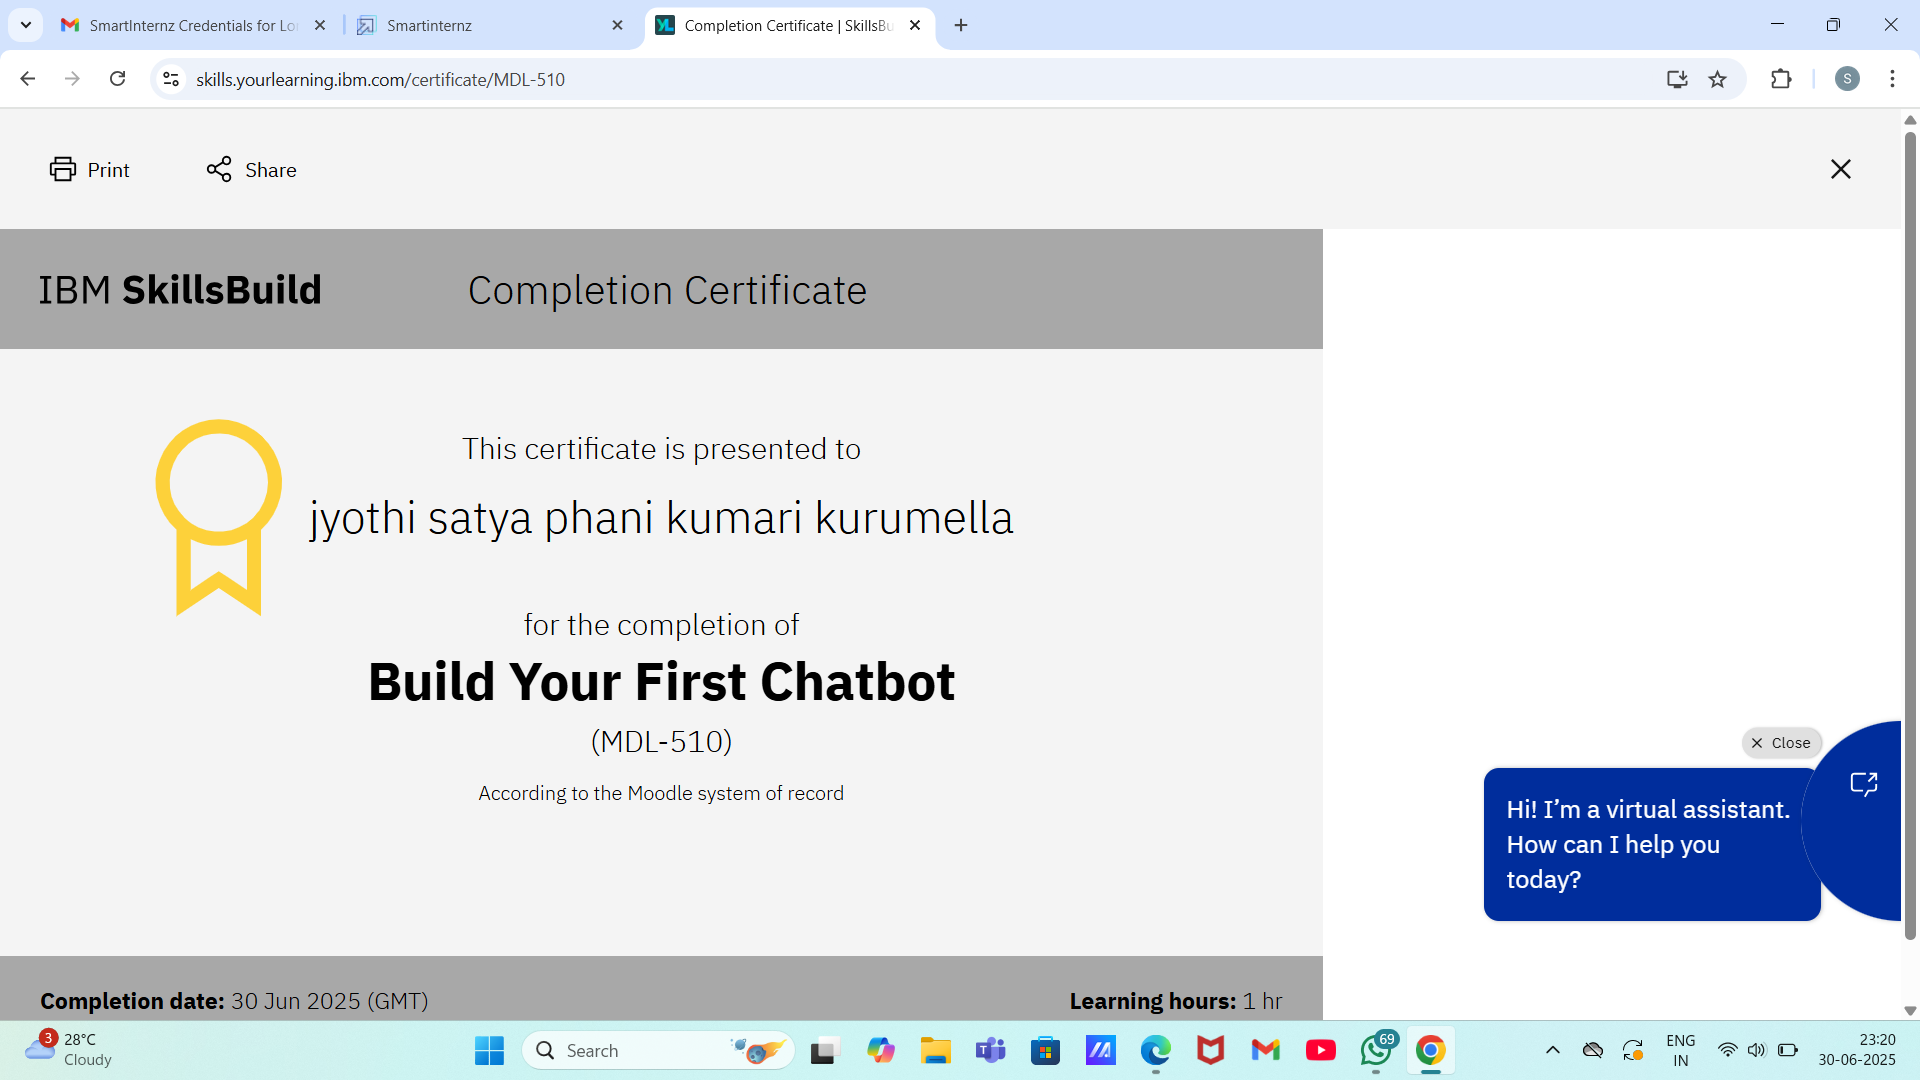 SmartInternz Credentials for Lon
Smartinternz
Completion Certificate | SkillsBu
skills.yourlearning.ibm.com/certificate/MDL-510
S
Print
Share
IBM SkillsBuild
Completion Certificate
This certificate is presented to
jyothi satya phani kumari kurumella
for the completion of
Build Your First Chatbot
(MDL-510)
According to the Moodle system of record
Close
Hi! I’m a virtual assistant.
How can I help you
today?
Completion date: 30 Jun 2025 (GMT)
Learning hours: 1 hr
3
28°C
Cloudy
Search
69
ENG
IN
23:20
30-06-2025